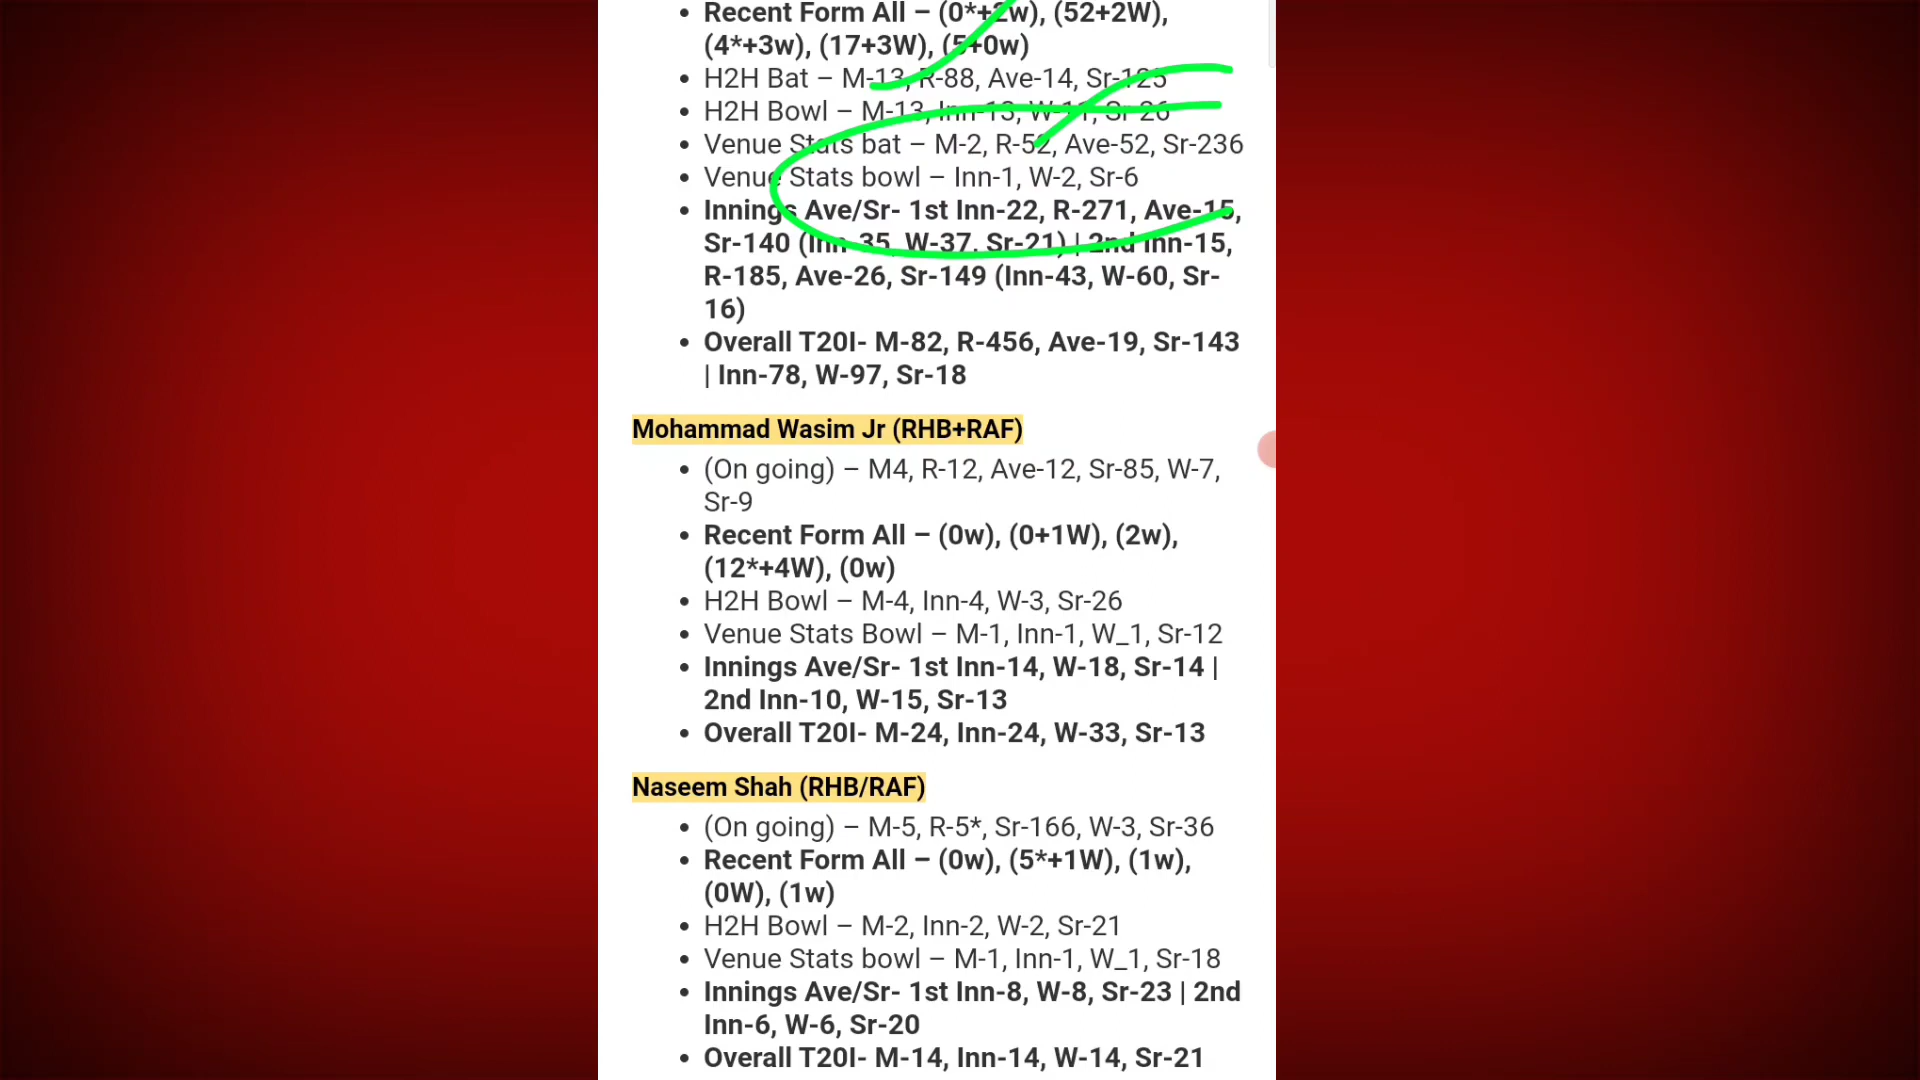 Recent Form All – (0*+2w), (52+2W),
(4*+3w), (17+3W), (5+0w)
H2H Bat – M-13, R-88, Ave-14, Sr-125
H2H Bowl – M-13, Inn-13, W-11, Sr-26
Venue Stats bat – M-2, R-52, Ave-52, Sr-236
Venue Stats bowl – Inn-1, W-2, Sr-6
Innings Ave/Sr- 1st Inn-22, R-271, Ave-15,
Sr-140 (Inn-35, W-37, Sr-21) | 2nd Inn-15,
R-185, Ave-26, Sr-149 (Inn-43, W-60, Sr-
16)
Overall T20I- M-82, R-456, Ave-19, Sr-143
| Inn-78, W-97, Sr-18
Mohammad Wasim Jr (RHB+RAF)
(On going) – M4, R-12, Ave-12, Sr-85, W-7,
Sr-9
Recent Form All – (0w), (0+1W), (2w),
(12*+4W), (0w)
H2H Bowl – M-4, Inn-4, W-3, Sr-26
Venue Stats Bowl – M-1, Inn-1, W_1, Sr-12
Innings Ave/Sr- 1st Inn-14, W-18, Sr-14 |
2nd Inn-10, W-15, Sr-13
Overall T20I- M-24, Inn-24, W-33, Sr-13
Naseem Shah (RHB/RAF)
(On going) – M-5, R-5*, Sr-166, W-3, Sr-36
Recent Form All – (0w), (5*+1W), (1w),
(0W), (1w)
H2H Bowl – M-2, Inn-2, W-2, Sr-21
Venue Stats bowl – M-1, Inn-1, W_1, Sr-18
Innings Ave/Sr- 1st Inn-8, W-8, Sr-23 | 2nd
Inn-6, W-6, Sr-20
Overall T20I- M-14, Inn-14, W-14, Sr-21